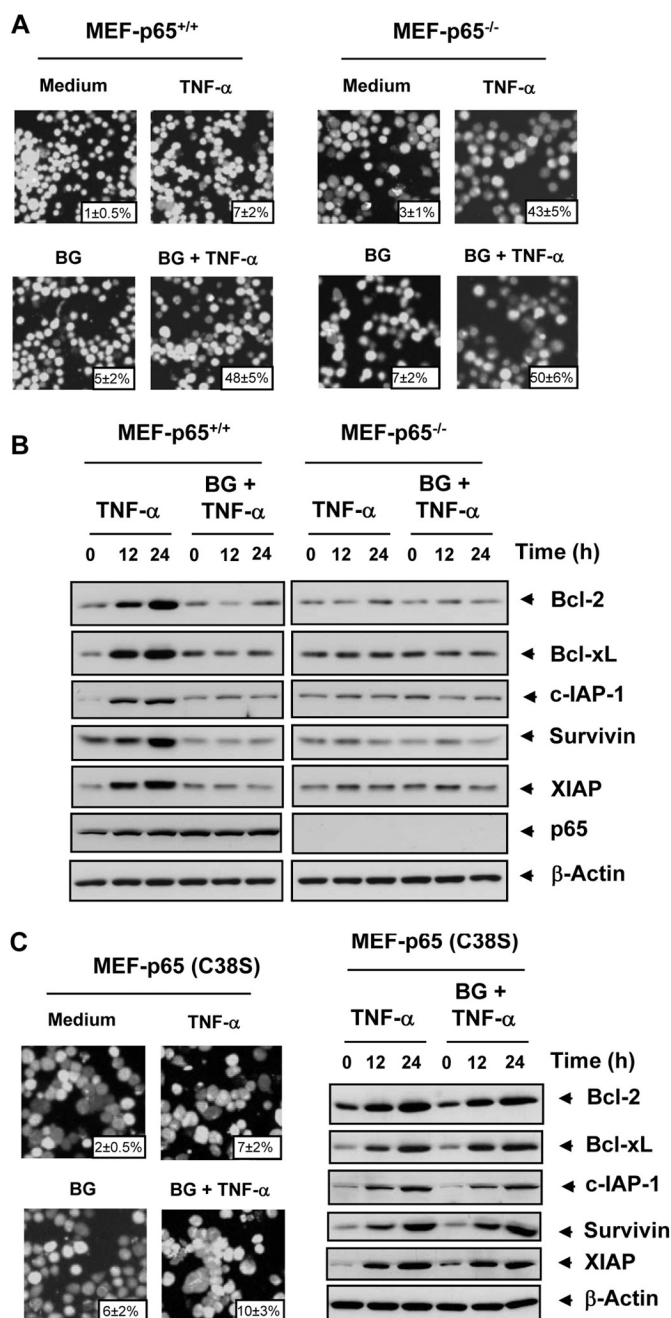 A
MEF-p65+/+ MEF-p65-/-
Medium TNF-α Medium TNF-α
1±0.5% 7±2% 3±1% 43±5%
BG BG + TNF-α BG BG + TNF-α
5±2% 48±5% 7±2% 50±6%
B
MEF-p65+/+ MEF-p65-/-
TNF-α BG + TNF-α TNF-α BG + TNF-α
0 12 24 0 12 24 0 12 24 0 12 24 Time (h)
Bcl-2
Bcl-xL
c-IAP-1
Survivin
XIAP
p65
β-Actin
C
MEF-p65 (C38S)
Medium TNF-α
2±0.5% 7±2%
BG BG + TNF-α
6±2% 10±3%
MEF-p65 (C38S)
TNF-α BG + TNF-α
0 12 24 0 12 24 Time (h)
Bcl-2
Bcl-xL
c-IAP-1
Survivin
XIAP
β-Actin